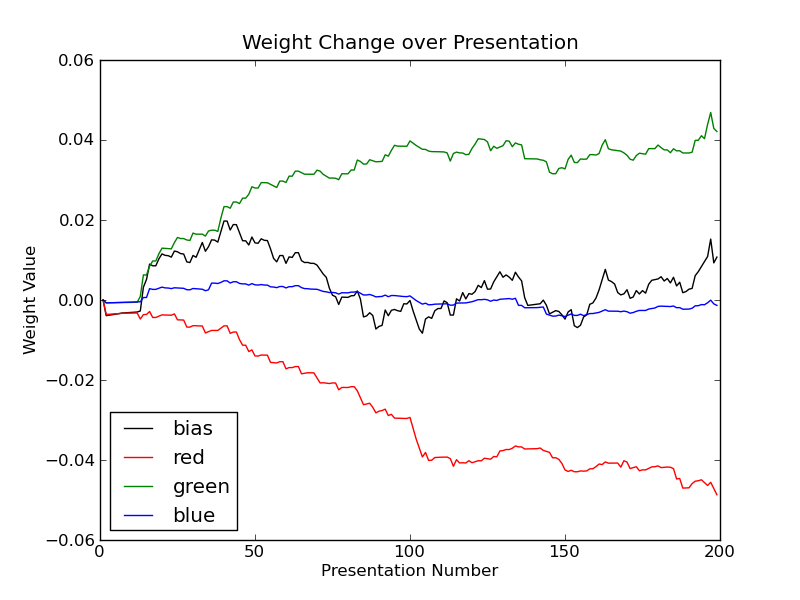 Weight Change over Presentation
0.06
0.04
0.02
0.00
−0.02
−0.04
−0.06
Weight Value
bias
red
green
blue
0 50 100 150 200
Presentation Number